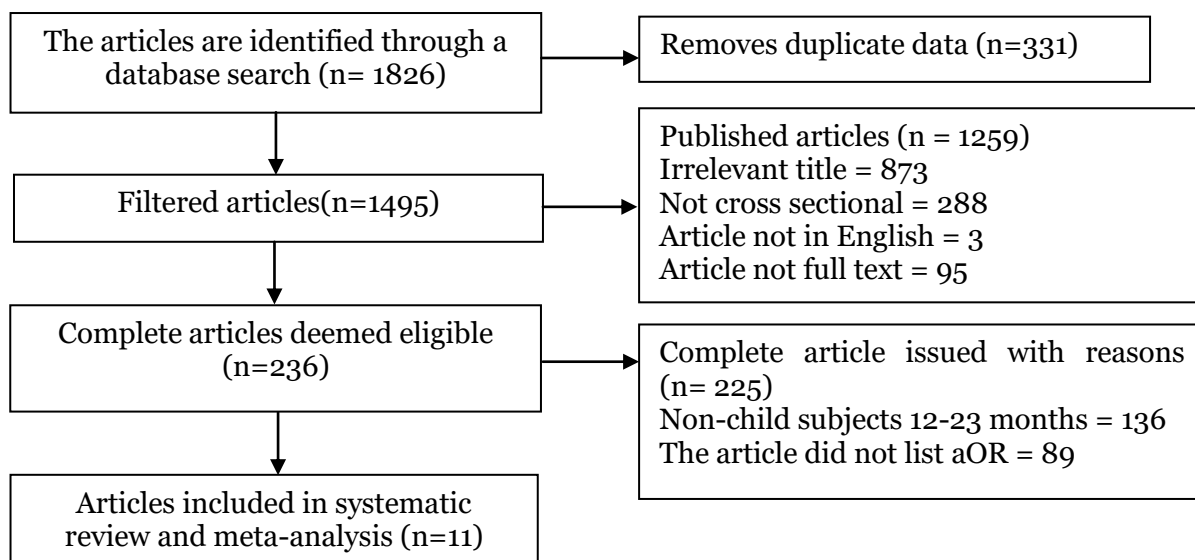 The articles are identified through a
database search (n= 1826)
Removes duplicate data (n=331)
Filtered articles(n=1495)
Published articles (n = 1259)
Irrelevant title = 873
Not cross sectional = 288
Article not in English = 3
Article not full text = 95
Complete articles deemed eligible
(n=236)
Complete article issued with reasons
(n= 225)
Non-child subjects 12-23 months = 136
The article did not list aOR = 89
Articles included in systematic
review and meta-analysis (n=11)